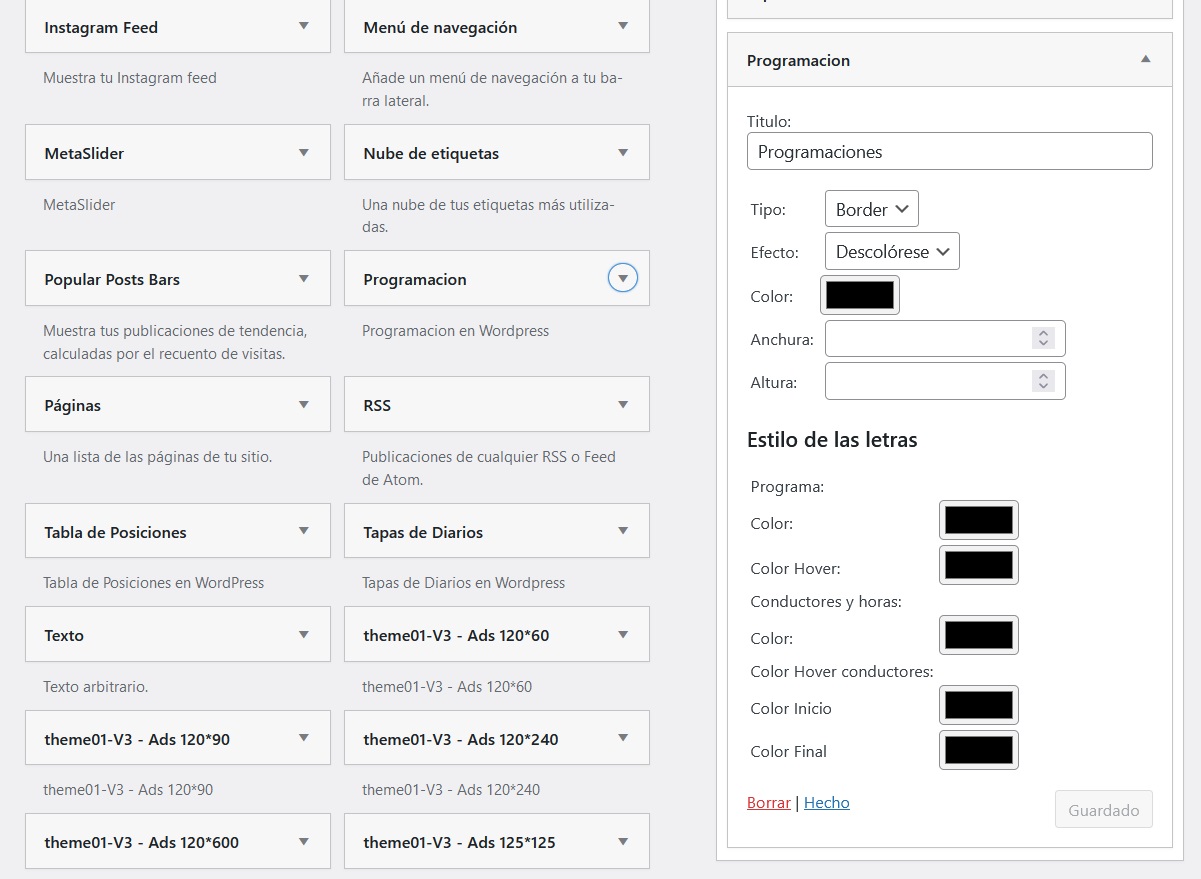 Instagram Feed
Muestra tu Instagram feed
Menú de navegación
Añade un menú de navegación a tu ba-
rra lateral.
MetaSlider
MetaSlider
Nube de etiquetas
Una nube de tus etiquetas más utiliza-
das.
Popular Posts Bars
Muestra tus publicaciones de tendencia,
calculadas por el recuento de visitas.
Programacion
Programacion en Wordpress
Páginas
Una lista de las páginas de tu sitio.
RSS
Publicaciones de cualquier RSS o Feed
de Atom.
Tabla de Posiciones
Tabla de Posiciones en WordPress
Tapas de Diarios
Tapas de Diarios en Wordpress
Texto
Texto arbitrario.
theme01-V3 - Ads 120*60
theme01-V3 - Ads 120*60
theme01-V3 - Ads 120*90
theme01-V3 - Ads 120*90
theme01-V3 - Ads 120*240
theme01-V3 - Ads 120*240
theme01-V3 - Ads 120*600
theme01-V3 - Ads 125*125
Programacion
Titulo:
Programaciones
Tipo: Border
Efecto: Descolórese
Color:
Anchura:
Altura:
Estilo de las letras
Programa:
Color:
Color Hover:
Conductores y horas:
Color:
Color Hover conductores:
Color Inicio
Color Final
Borrar | Hecho
Guardado